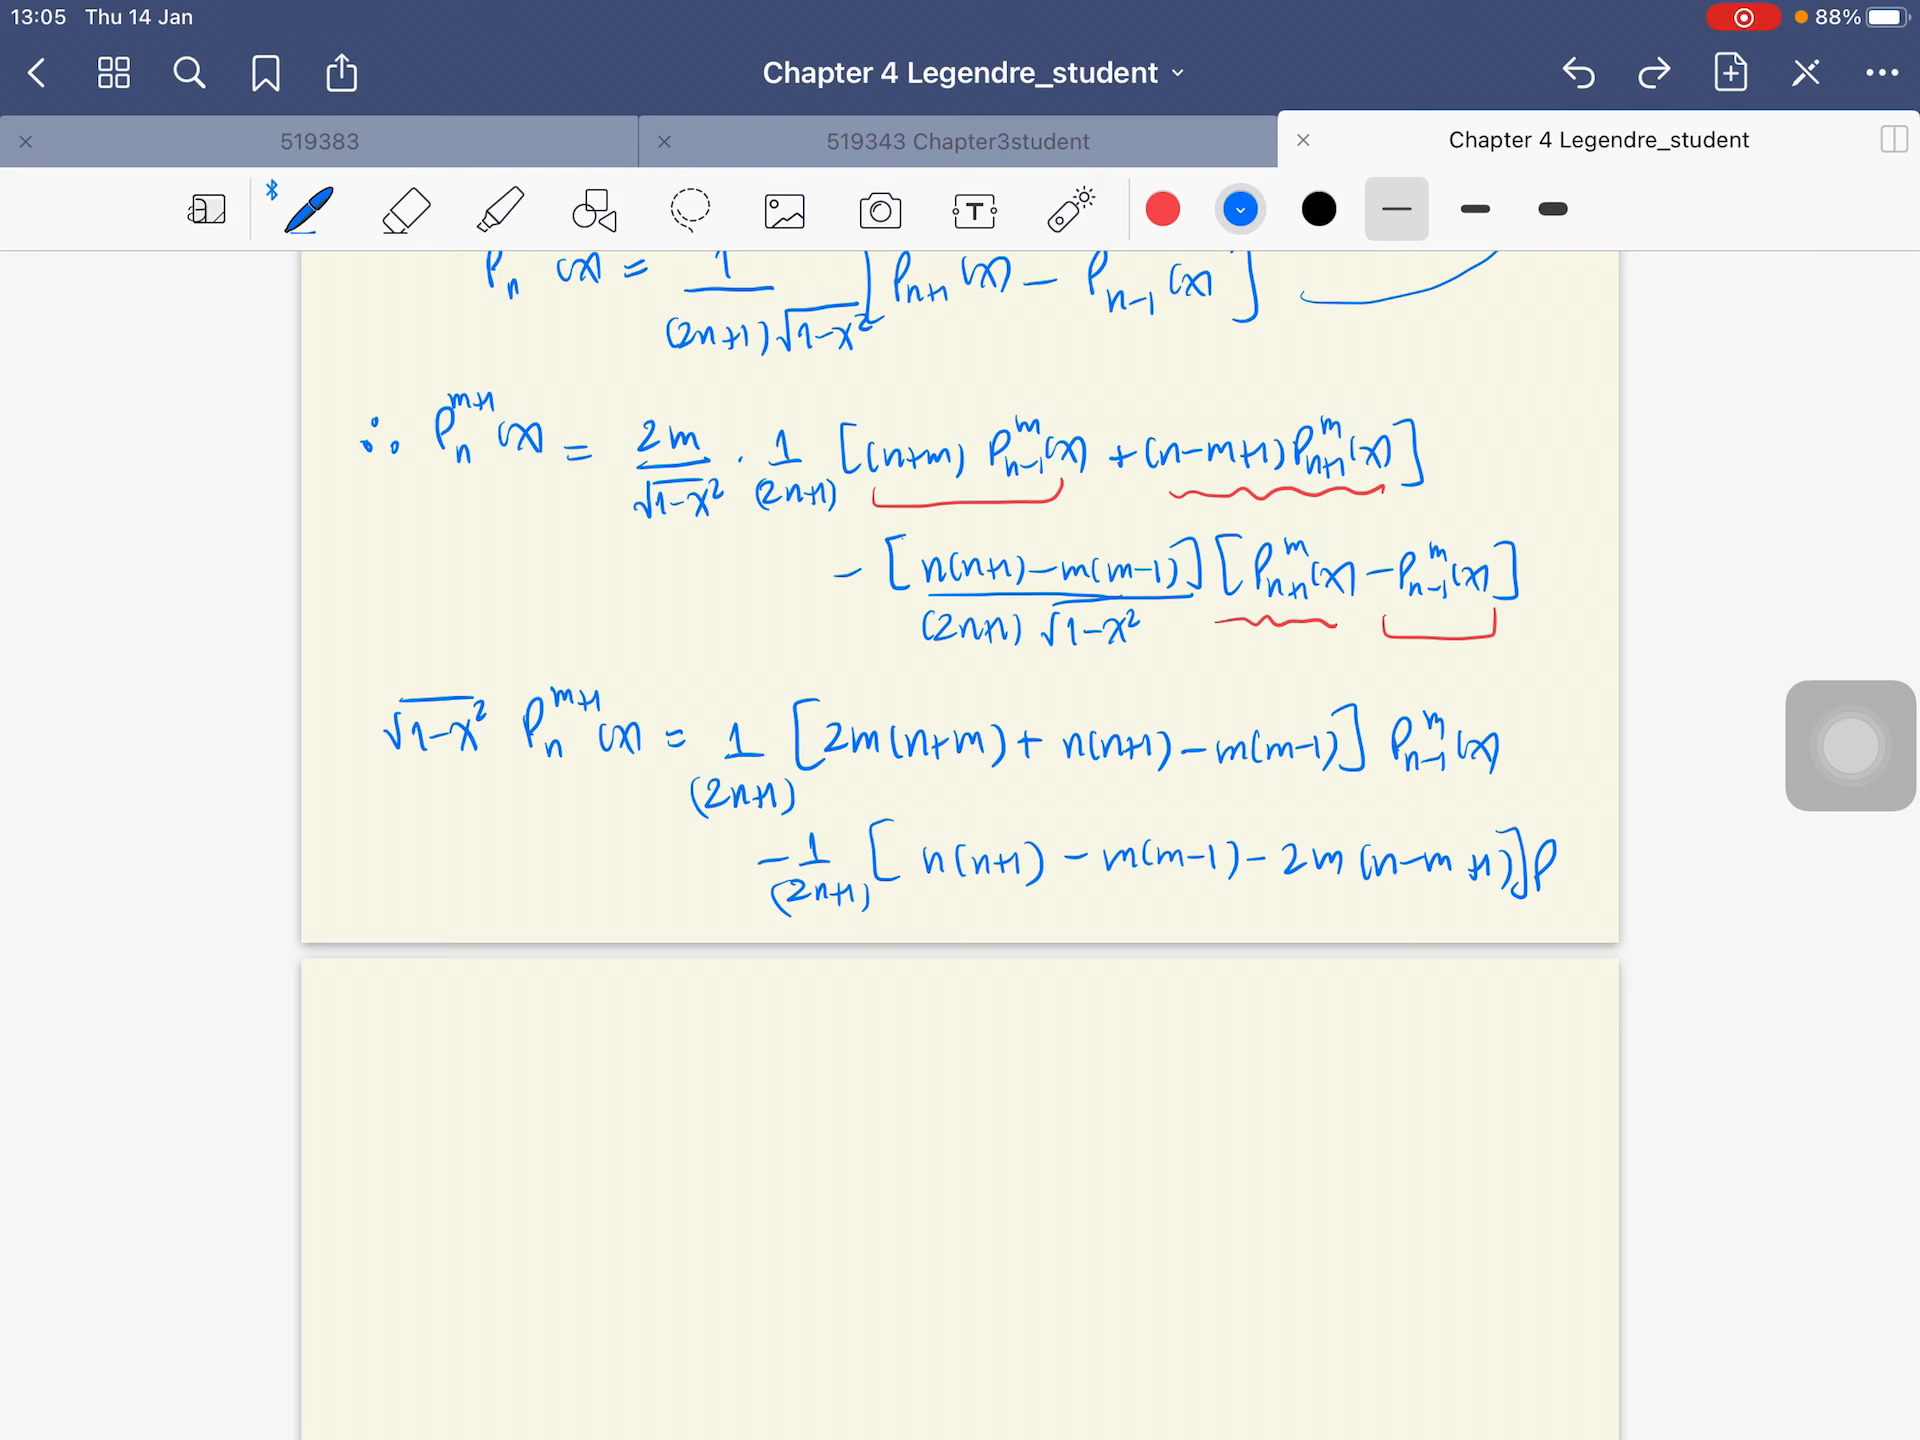 13:05 Thu 14 Jan 88%
Chapter 4 Legendre_student
519383 519343 Chapter3student Chapter 4 Legendre_student
T
P_n (x) = 1/((2n+1)√(1-x²)) [P_{n+1} (x) - P_{n-1} (x)]
∴ P_n^{m+1}(x) = 2m/√(1-x²) · 1/(2n+1) [(n+m) P_{n-1}^m(x) + (n-m+1) P_{n+1}^m(x)]
- [n(n+1)-m(m-1)]/((2n+1) √(1-x²)) [P_{n+1}^m(x) - P_{n-1}^m(x)]
√(1-x²) P_n^{m+1}(x) = 1/(2n+1) [2m(n+m) + n(n+1) - m(m-1)] P_{n-1}^m(x)
- 1/(2n+1) [n(n+1) - m(m-1) - 2m (n-m+1)] P